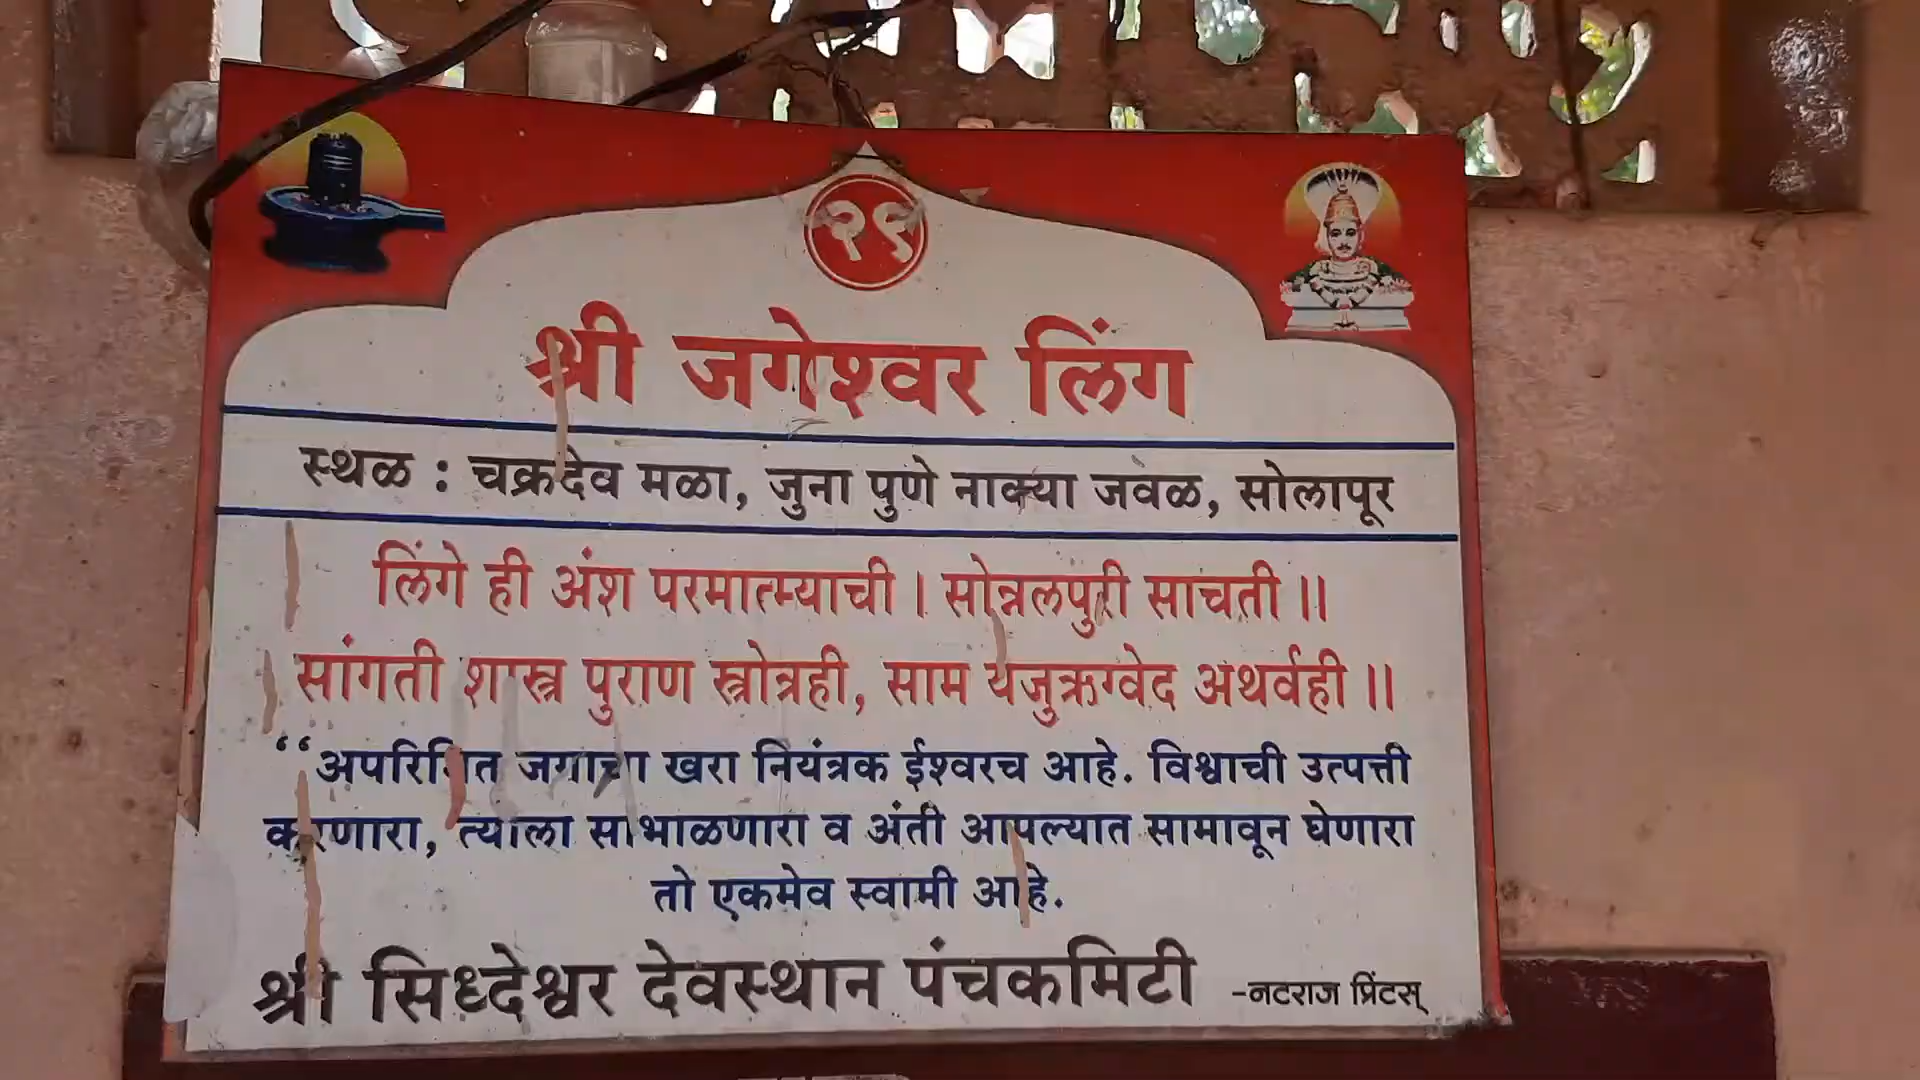 २९
श्री जगेश्वर लिंग
स्थळ : चक्रदेव मळा, जुना पुणे नाक्या जवळ, सोलापूर
लिंगे ही अंश परमात्म्याची । सोन्नलपुरी साचती ।।
सांगती शास्त्र पुराण स्त्रोत्रही, साम यजुऋग्वेद अथर्वही ।।
“अपरिमित जगाचा खरा नियंत्रक ईश्वरच आहे. विश्वाची उत्पत्ती
करणारा, त्याला सांभाळणारा व अंती आपल्यात सामावून घेणारा
तो एकमेव स्वामी आहे.
श्री सिध्देश्वर देवस्थान पंचकमिटी -नटराज प्रिंटस्